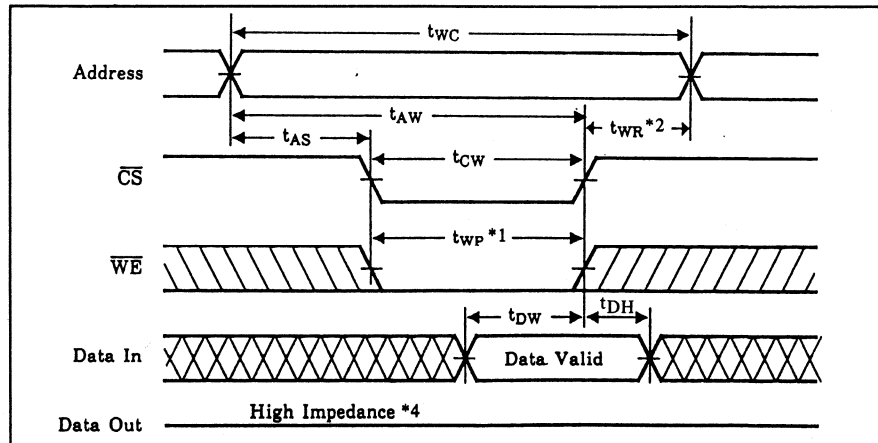 tWC
Address
tAW
tAS
tWR*2
tCW
CS
tWP *1
WE
tDH
tDW
Data In
Data Valid
High Impedance *4
Data Out